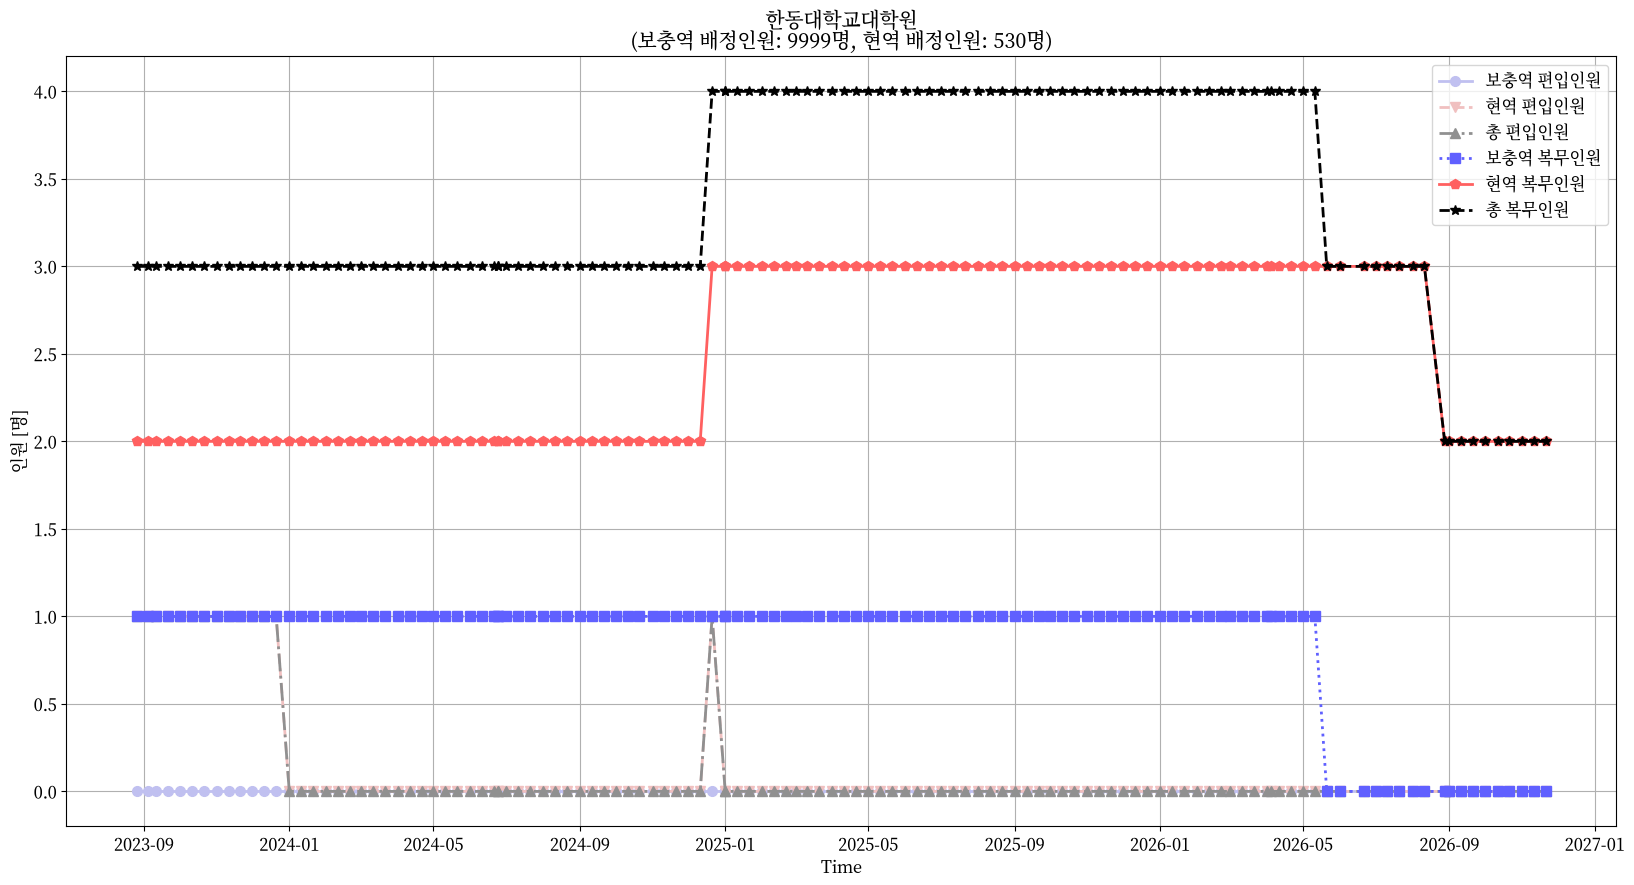 한동대학교대학원
(보충역 배정인원: 9999명, 현역 배정인원: 530명)
보충역 편입인원
현역 편입인원
총 편입인원
보충역 복무인원
현역 복무인원
총 복무인원
인원 [명]
4.0
3.5
3.0
2.5
2.0
1.5
1.0
0.5
0.0
2023-09
2024-01
2024-05
2024-09
2025-01
2025-05
2025-09
2026-01
2026-05
2026-09
2027-01
Time